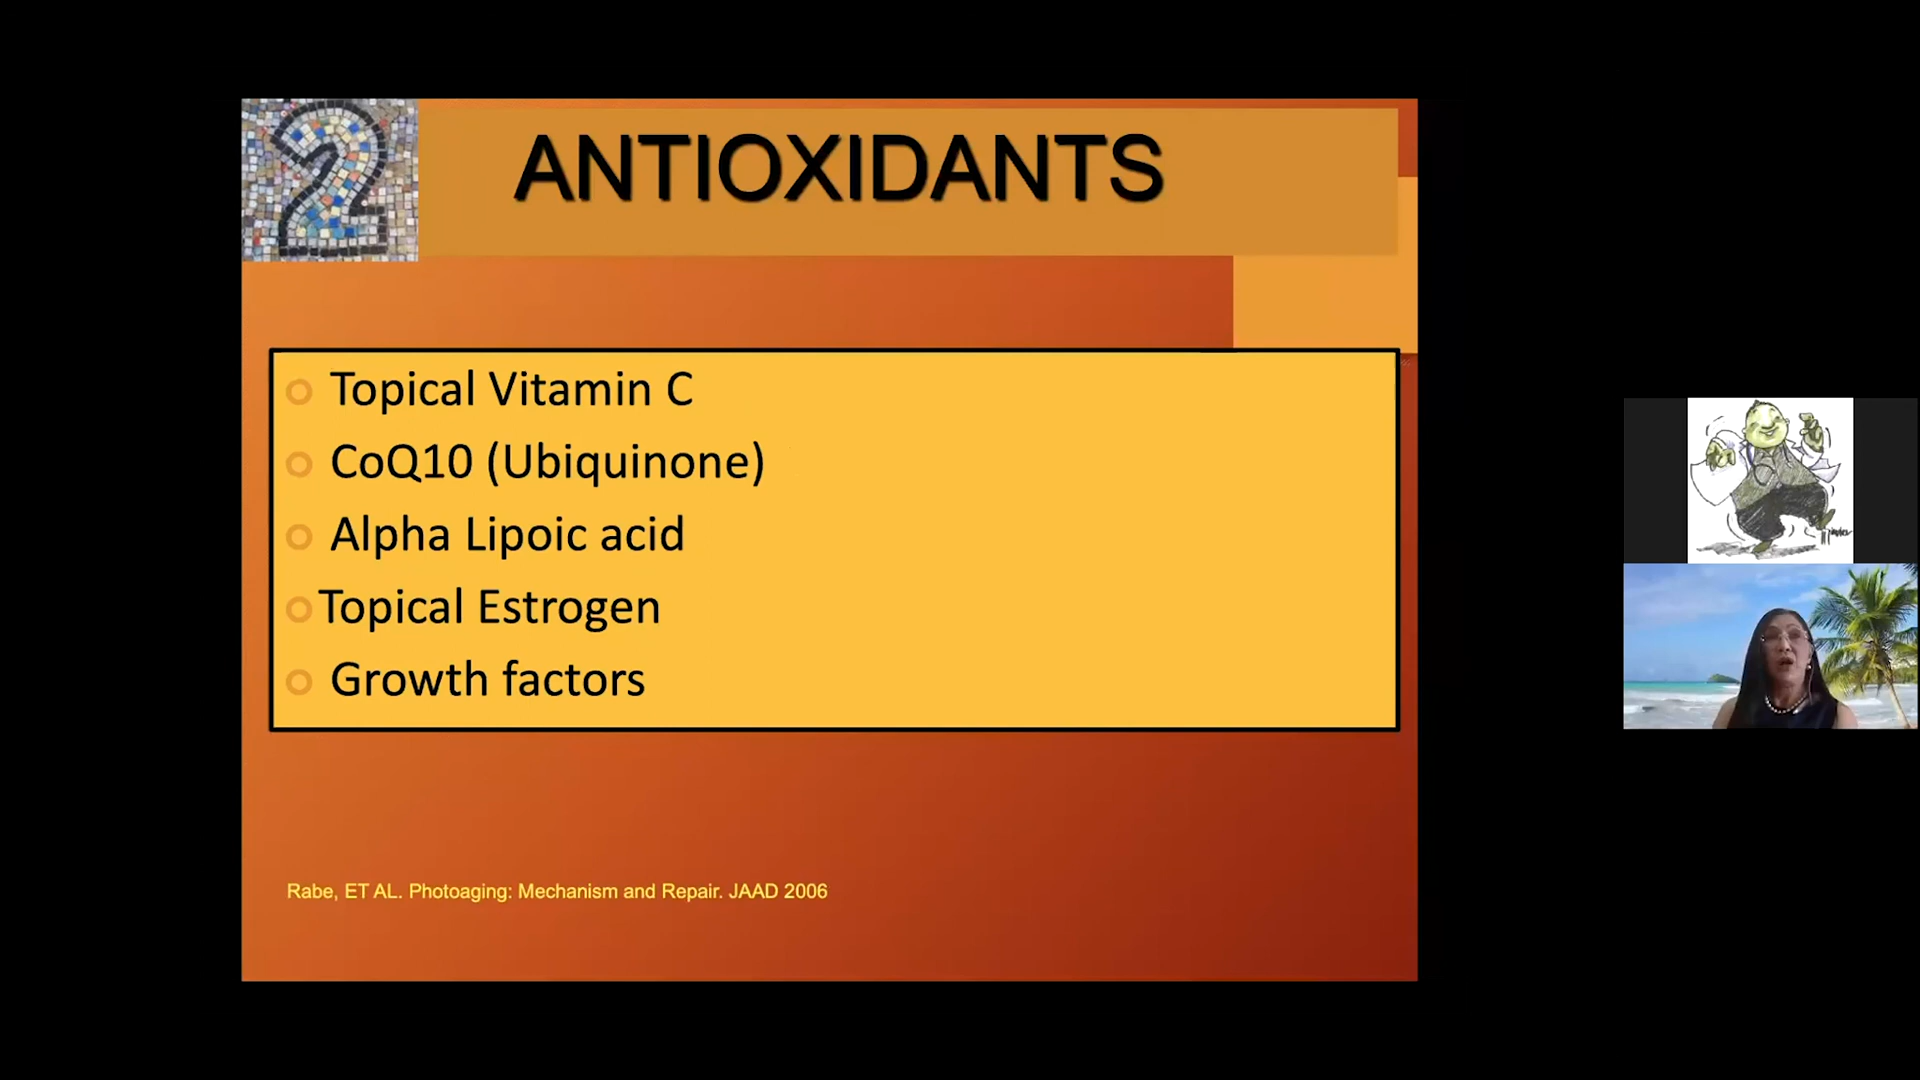 2
ANTIOXIDANTS
Topical Vitamin C
CoQ10 (Ubiquinone)
Alpha Lipoic acid
Topical Estrogen
Growth factors
Rabe, ET AL. Photoaging: Mechanism and Repair. JAAD 2006